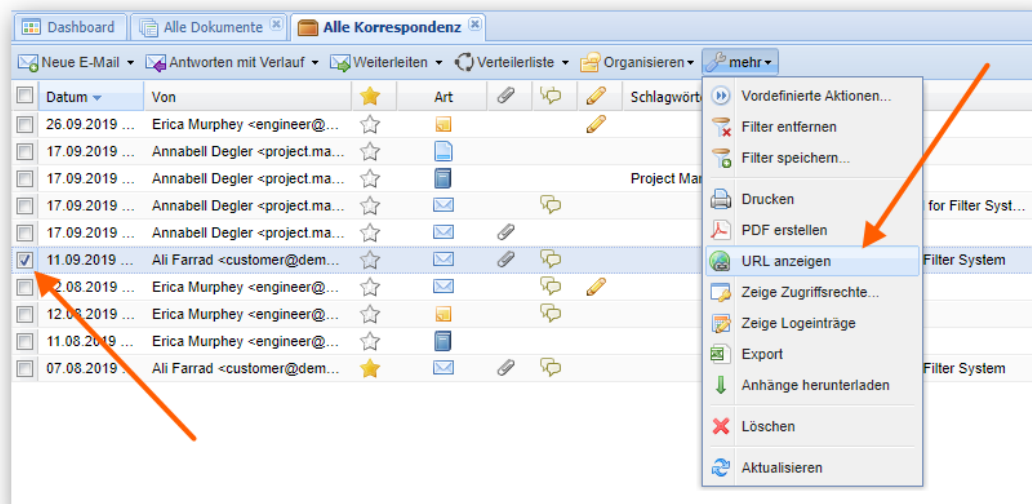 Dashboard Alle Dokumente Alle Korrespondenz
Neue E-Mail Antworten mit Verlauf Weiterleiten Verteilerliste Organisieren mehr
Datum Von Art Schlagwört
26.09.2019 ... Erica Murphey <engineer@...
17.09.2019 ... Annabell Degler <project.ma...
17.09.2019 ... Annabell Degler <project.ma... Project Mar
17.09.2019 ... Annabell Degler <project.ma... for Filter Syst...
17.09.2019 ... Annabell Degler <project.ma...
11.09.2019 ... Ali Farrad <customer@dem... Filter System
12.08.2019 ... Erica Murphey <engineer@...
12.08.2019 ... Erica Murphey <engineer@...
11.08.2019 ... Erica Murphey <engineer@...
07.08.2019 ... Ali Farrad <customer@dem... Filter System
Vordefinierte Aktionen...
Filter entfernen
Filter speichern...
Drucken
PDF erstellen
URL anzeigen
Zeige Zugriffsrechte...
Zeige Logeinträge
Export
Anhänge herunterladen
Löschen
Aktualisieren